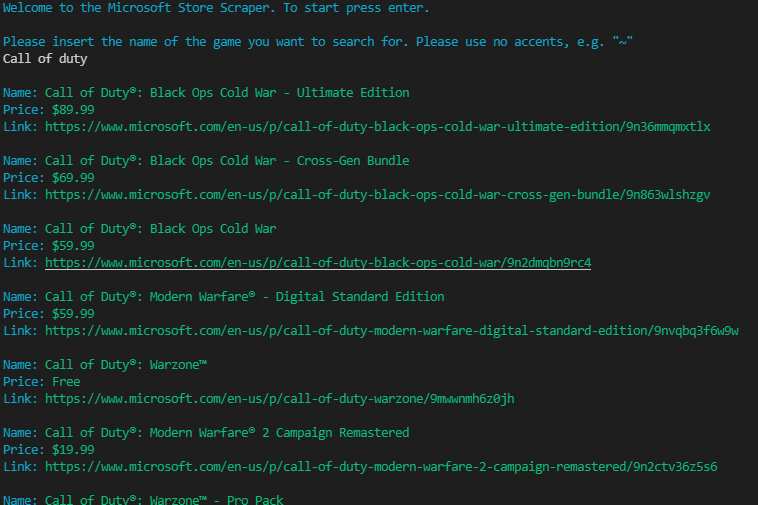 Welcome to the Microsoft Store Scraper. To start press enter.
Please insert the name of the game you want to search for. Please use no accents, e.g. "~"
Call of duty
Name: Call of Duty®: Black Ops Cold War - Ultimate Edition
Price: $89.99
Link: https://www.microsoft.com/en-us/p/call-of-duty-black-ops-cold-war-ultimate-edition/9n36mmqmxtlx
Name: Call of Duty®: Black Ops Cold War - Cross-Gen Bundle
Price: $69.99
Link: https://www.microsoft.com/en-us/p/call-of-duty-black-ops-cold-war-cross-gen-bundle/9n863wlshzgv
Name: Call of Duty®: Black Ops Cold War
Price: $59.99
Link: https://www.microsoft.com/en-us/p/call-of-duty-black-ops-cold-war/9n2dmqbn9rc4
Name: Call of Duty®: Modern Warfare® - Digital Standard Edition
Price: $59.99
Link: https://www.microsoft.com/en-us/p/call-of-duty-modern-warfare-digital-standard-edition/9nvqbq3f6w9w
Name: Call of Duty®: Warzone™
Price: Free
Link: https://www.microsoft.com/en-us/p/call-of-duty-warzone/9mwwnmh6z0jh
Name: Call of Duty®: Modern Warfare® 2 Campaign Remastered
Price: $19.99
Link: https://www.microsoft.com/en-us/p/call-of-duty-modern-warfare-2-campaign-remastered/9n2ctv36z5s6
Name: Call of Duty®: Warzone™ - Pro Pack